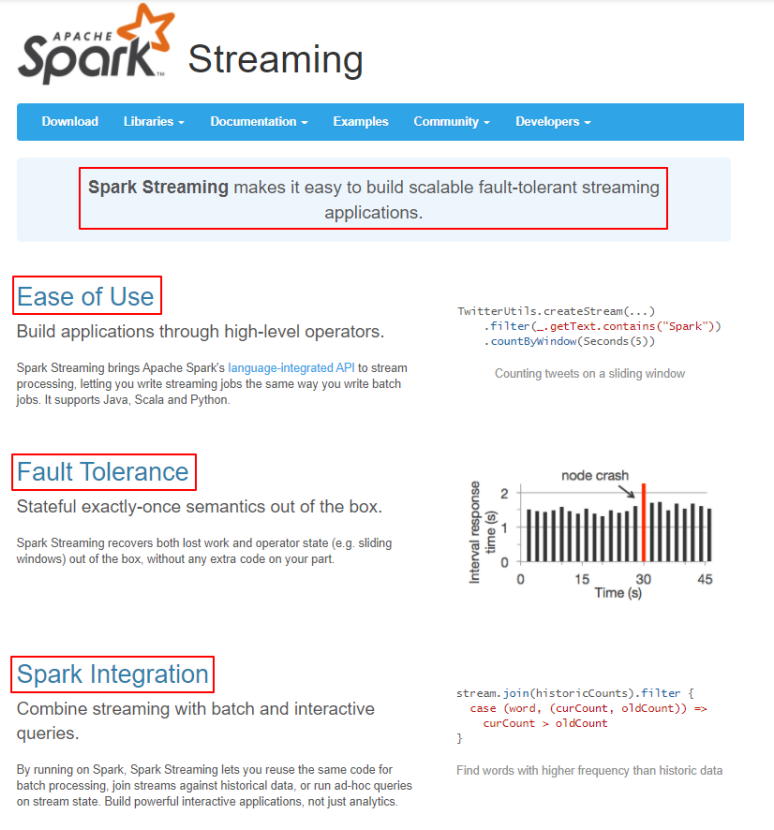 APACHE
Spark™ Streaming
Download Libraries Documentation Examples Community Developers
Spark Streaming makes it easy to build scalable fault-tolerant streaming
applications.
Ease of Use
Build applications through high-level operators.
Spark Streaming brings Apache Spark's language-integrated API to stream
processing, letting you write streaming jobs the same way you write batch
jobs. It supports Java, Scala and Python.
TwitterUtils.createStream(...)
.filter(_.getText.contains("Spark"))
.countByWindow(Seconds(5))
Counting tweets on a sliding window
Fault Tolerance
Stateful exactly-once semantics out of the box.
Spark Streaming recovers both lost work and operator state (e.g. sliding
windows) out of the box, without any extra code on your part.
node crash
Interval response
time (s)
2
1
0
0 15 30 45
Time (s)
Spark Integration
Combine streaming with batch and interactive
queries.
By running on Spark, Spark Streaming lets you reuse the same code for
batch processing, join streams against historical data, or run ad-hoc queries
on stream state. Build powerful interactive applications, not just analytics.
stream.join(historicCounts).filter {
case (word, (curCount, oldCount)) =>
curCount > oldCount
}
Find words with higher frequency than historic data